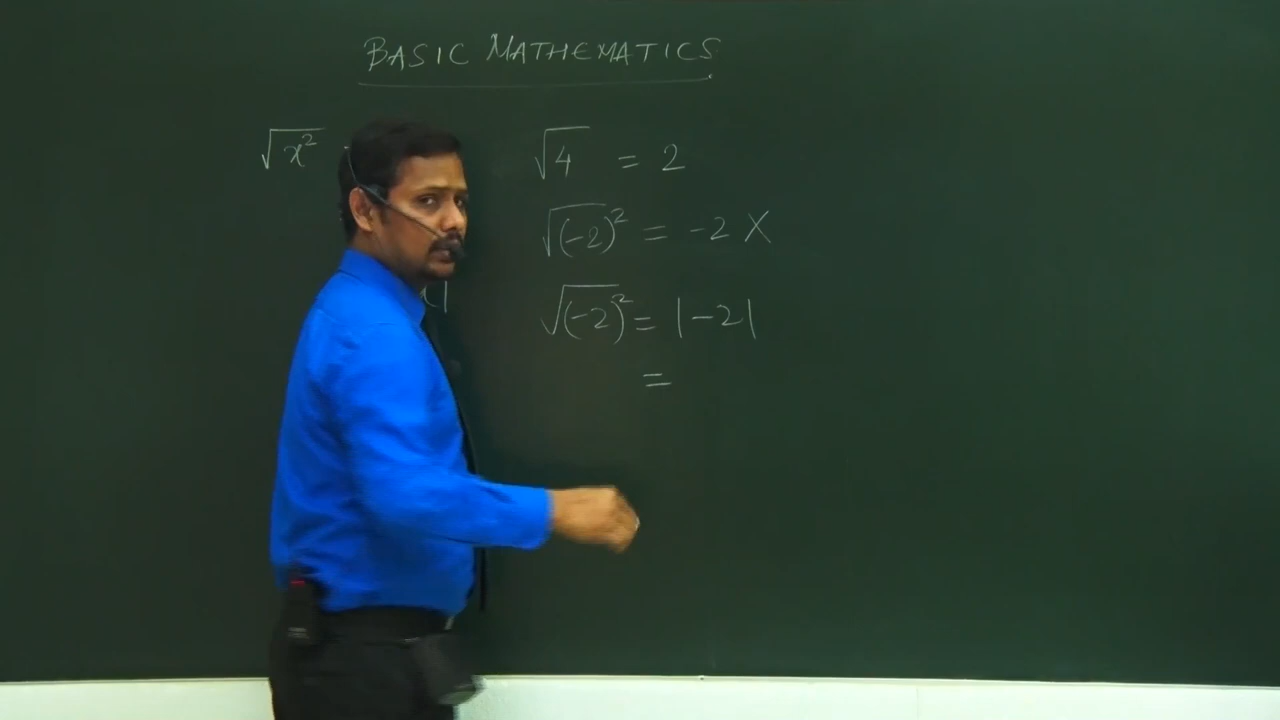 BASIC MATHEMATICS
√x²
√4 = 2
√(-2)² = -2 X
|
√(-2)² = |-2|
=